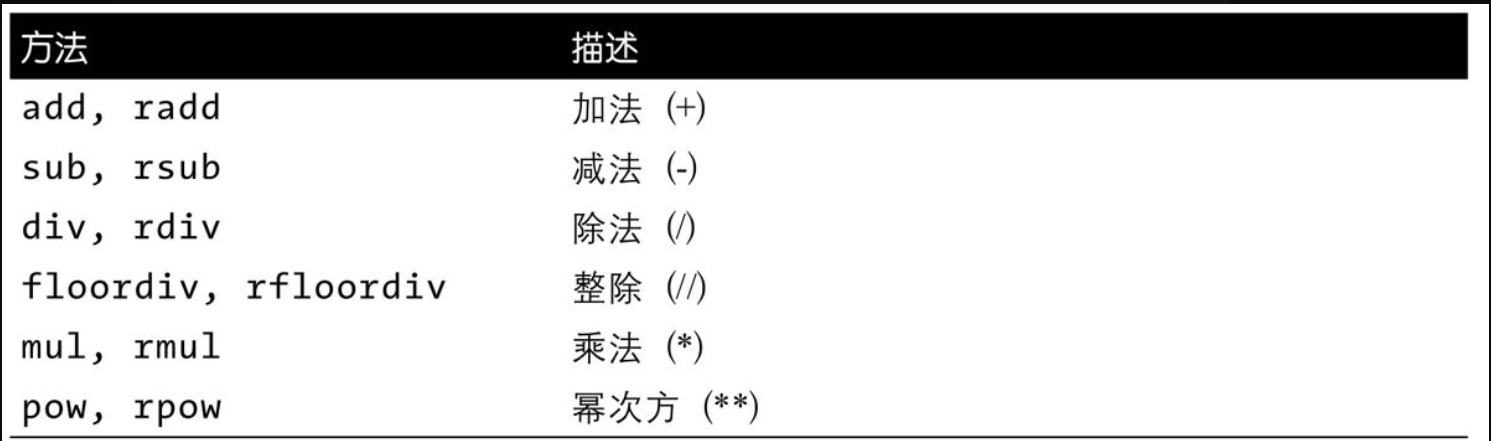 方法 描述
add, radd 加法 (+)
sub, rsub 减法 (-)
div, rdiv 除法 (/)
floordiv, rfloordiv 整除 (//)
mul, rmul 乘法 (*)
pow, rpow 幂次方 (**)